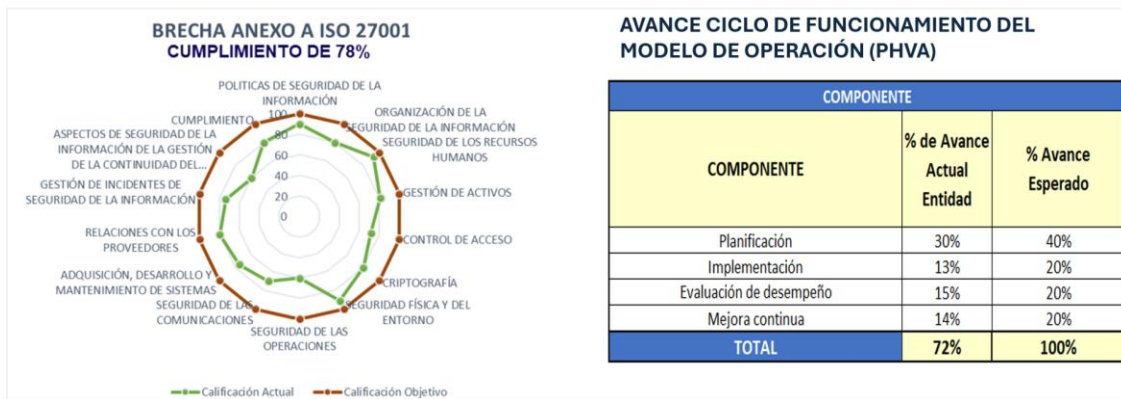 BRECHA ANEXO A ISO 27001
CUMPLIMIENTO DE 78%
POLITICAS DE SEGURIDAD DE LA
INFORMACIÓN
ORGANIZACIÓN DE LA
SEGURIDAD DE LA INFORMACIÓN
SEGURIDAD DE LOS RECURSOS
HUMANOS
GESTIÓN DE ACTIVOS
CONTROL DE ACCESO
CRIPTOGRAFÍA
SEGURIDAD FÍSICA Y DEL
ENTORNO
SEGURIDAD DE LAS
OPERACIONES
SEGURIDAD DE LAS
COMUNICACIONES
ADQUISICIÓN, DESARROLLO Y
MANTENIMIENTO DE SISTEMAS
RELACIONES CON LOS
PROVEEDORES
GESTIÓN DE INCIDENTES DE
SEGURIDAD DE LA INFORMACIÓN
ASPECTOS DE SEGURIDAD DE LA
INFORMACIÓN DE LA GESTIÓN
DE LA CONTINUIDAD DEL...
CUMPLIMIENTO
100
80
60
40
20
0
Calificación Actual
Calificación Objetivo
AVANCE CICLO DE FUNCIONAMIENTO DEL
MODELO DE OPERACIÓN (PHVA)
COMPONENTE
COMPONENTE
% de Avance
Actual
Entidad
% Avance
Esperado
Planificación 30% 40%
Implementación 13% 20%
Evaluación de desempeño 15% 20%
Mejora continua 14% 20%
TOTAL 72% 100%